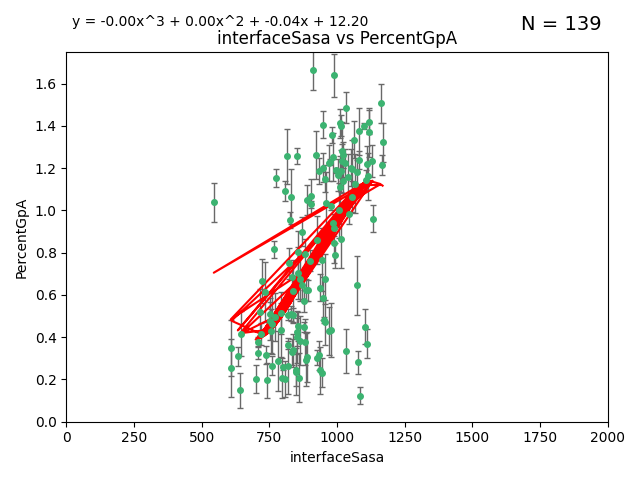 y = -0.00x^3 + 0.00x^2 + -0.04x + 12.20
N = 139
interfaceSasa vs PercentGpA
1.6
1.4
1.2
1.0
0.8
0.6
0.4
0.2
0.0
PercentGpA
0 250 500 750 1000 1250 1500 1750 2000
interfaceSasa